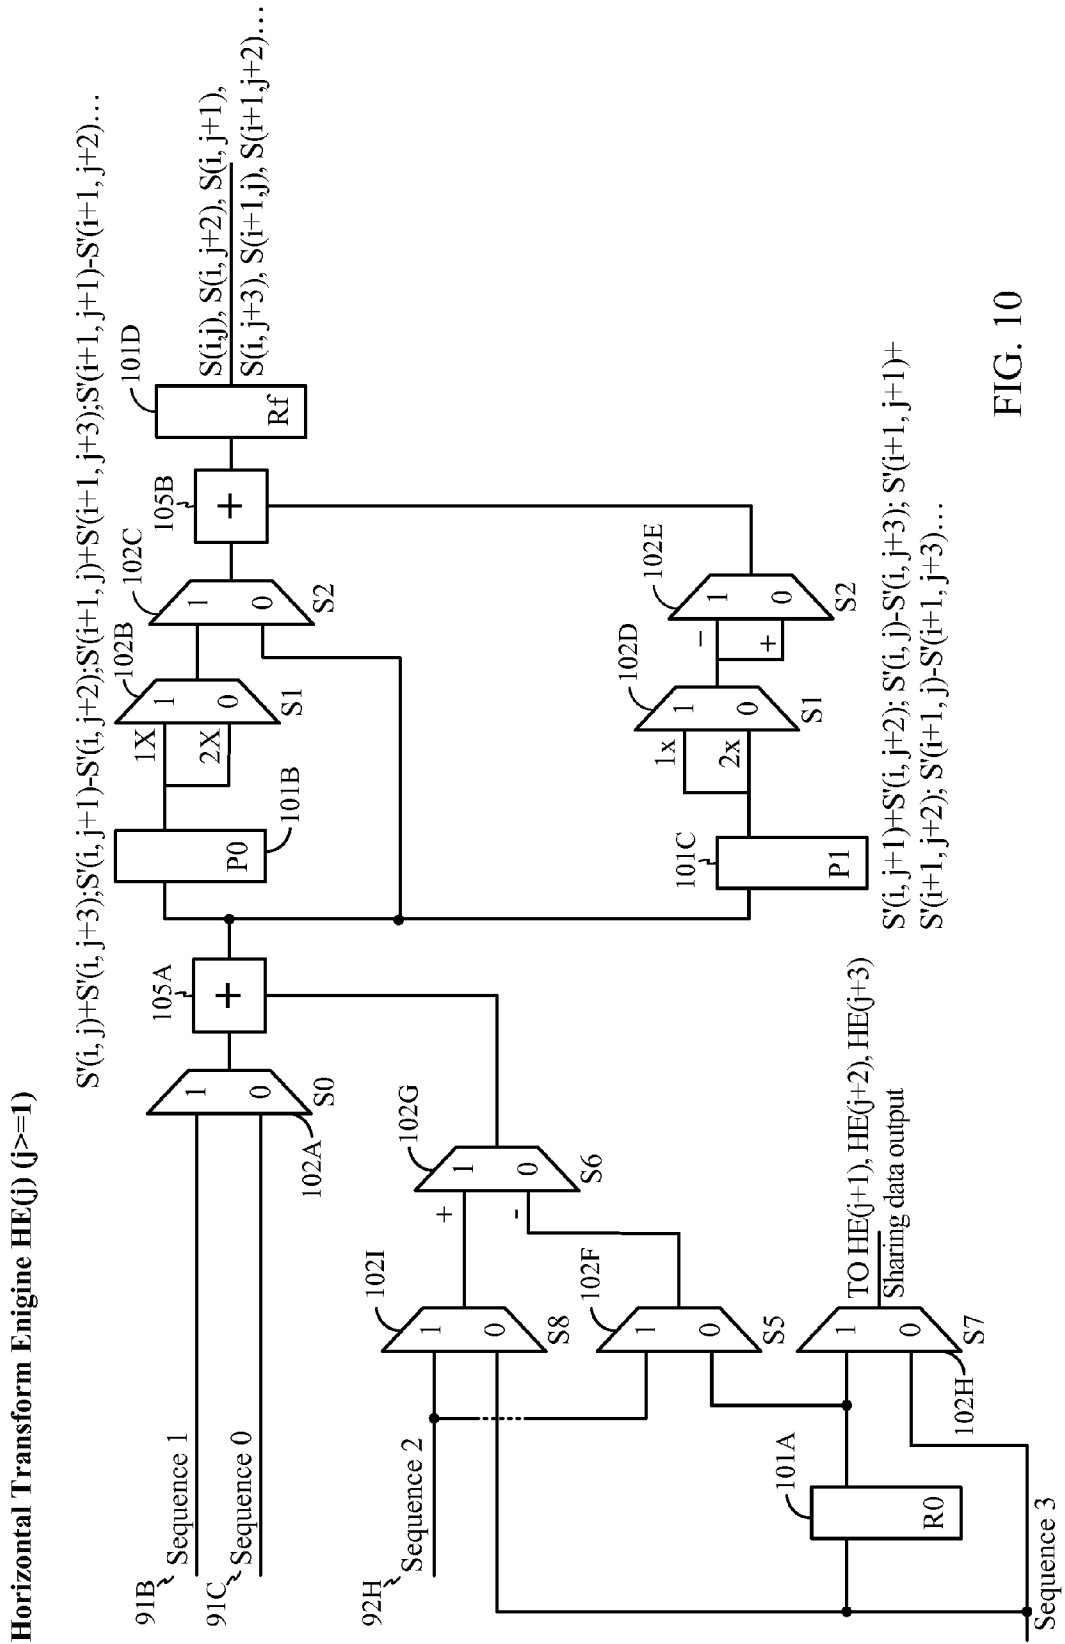 Horizontal Transform Enigine HE(j) (j>=1)
S'(i, j)+S'(i, j+3);S'(i, j+1)-S'(i, j+2);S'(i+1, j)+S'(i+1, j+3);S'(i+1, j+1)-S'(i+1, j+2)…
91B
Sequence 1
91C
Sequence 0
1
0
S0
102A
105A
+
P0
101B
1X
2X
1
0
S1
102B
1
0
S2
102C
105B
+
Rf
101D
S(i,j), S(i, j+2), S(i, j+1),
S(i, j+3), S(i+1,j), S(i+1,j+2)…
92H
Sequence 2
1
0
S8
102I
+
-
1
0
S6
102G
1
0
S5
102F
101A
R0
1
0
S7
102H
Sequence 3
TO HE(j+1), HE(j+2), HE(j+3)
Sharing data output
101C
P1
1x
2x
1
0
S1
102D
−
+
1
0
S2
102E
S'(i, j+1)+S'(i, j+2); S'(i, j)-S'(i, j+3); S'(i+1, j+1)+
S'(i+1, j+2); S'(i+1, j)-S'(i+1, j+3)…
FIG. 10